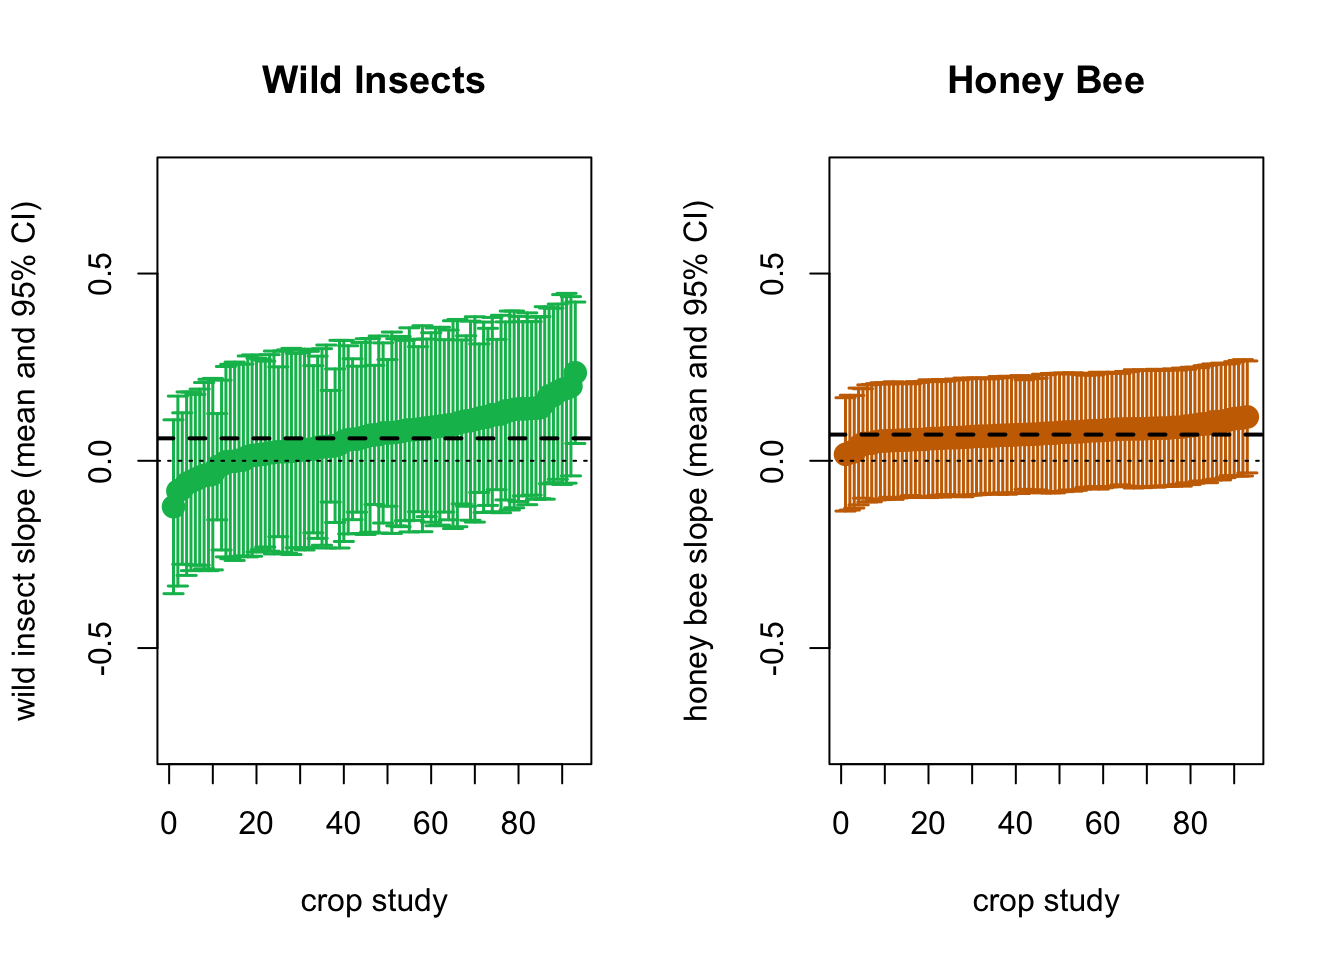 Wild Insects
wild insect slope (mean and 95% CI)
0.5
0.0
-0.5
0 20 40 60 80
crop study
Honey Bee
honey bee slope (mean and 95% CI)
0.5
0.0
-0.5
0 20 40 60 80
crop study